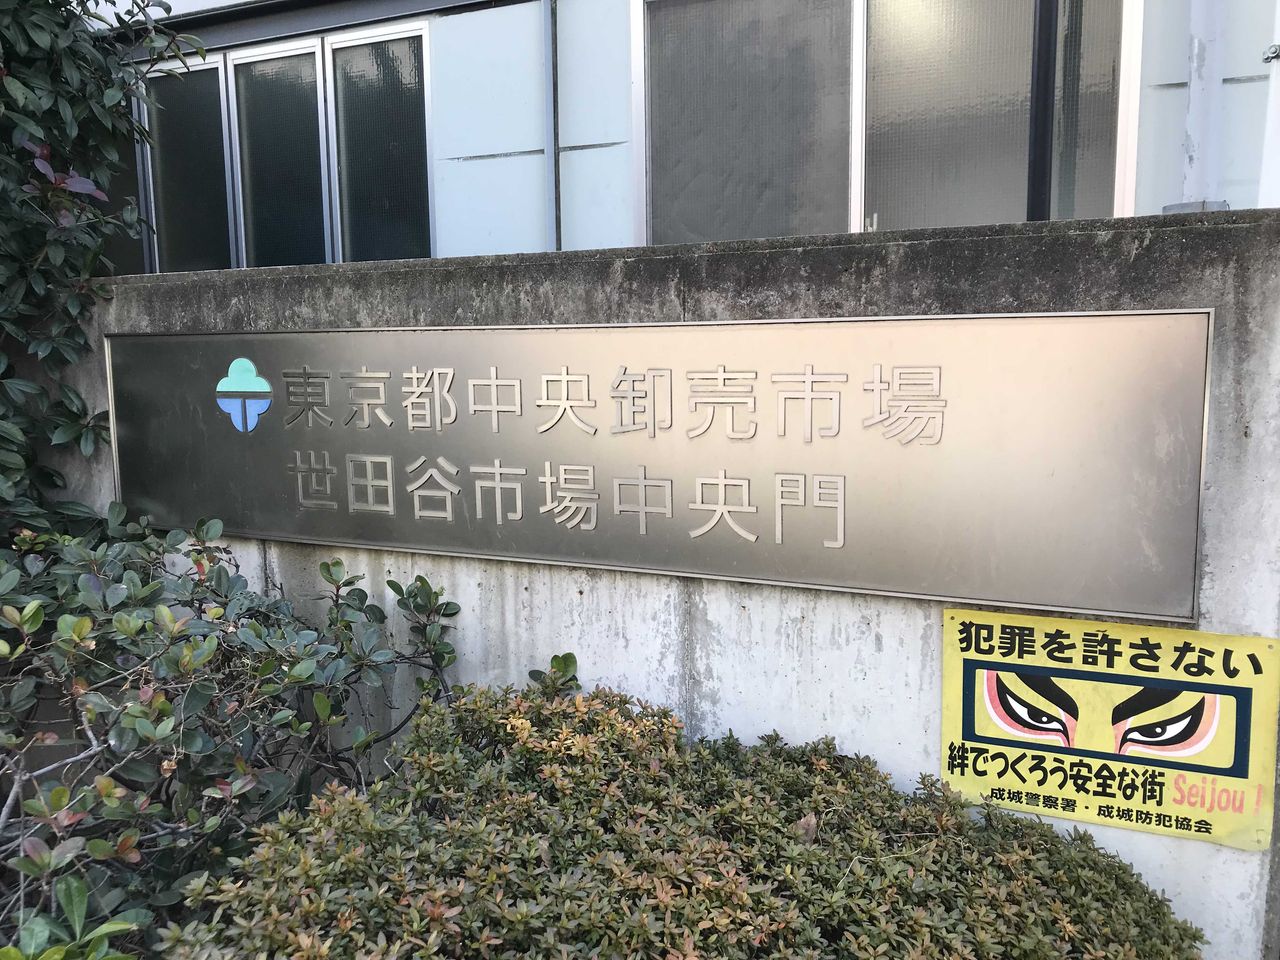 東京都中央卸売市場
世田谷市場中央門
犯罪を許さない
絆でつくろう安全な街 Seijou!
成城警察署・成城防犯協会